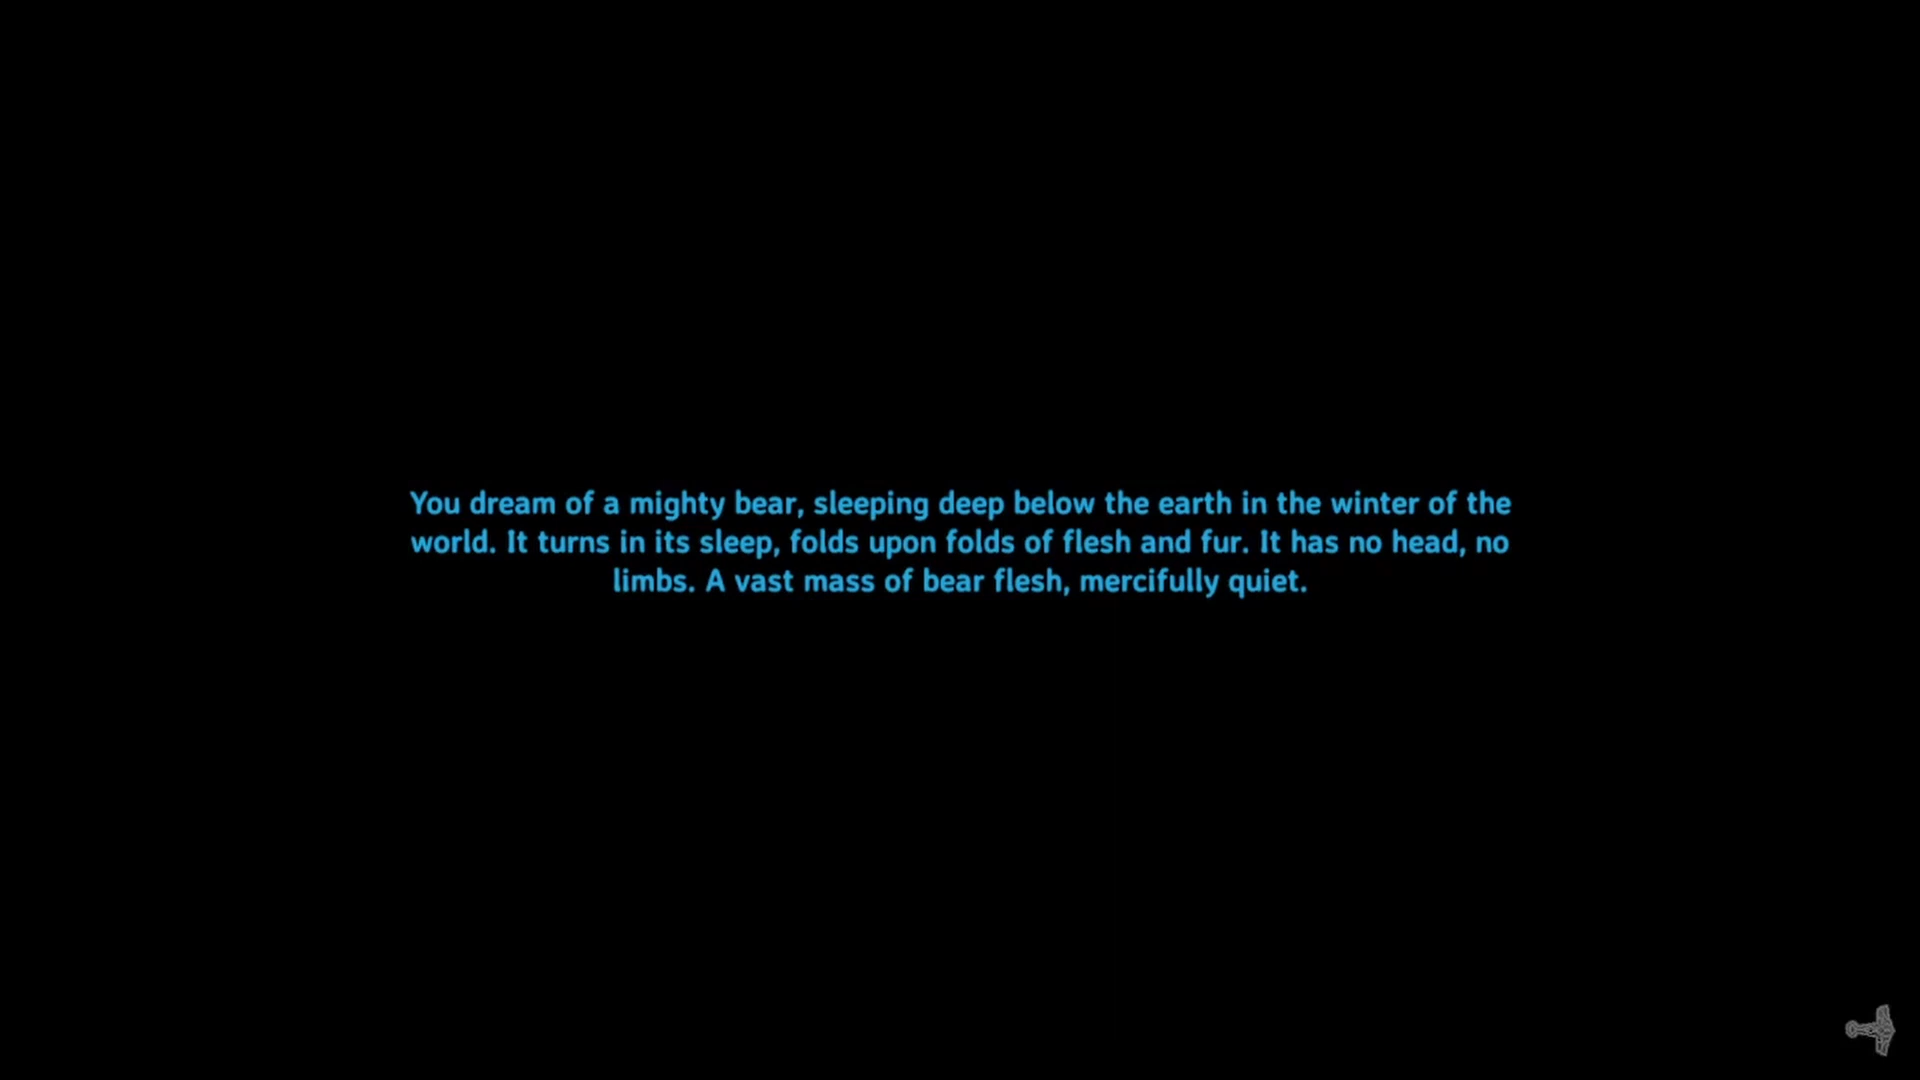 You dream of a mighty bear, sleeping deep below the earth in the winter of the
world. It turns in its sleep, folds upon folds of flesh and fur. It has no head, no
limbs. A vast mass of bear flesh, mercifully quiet.